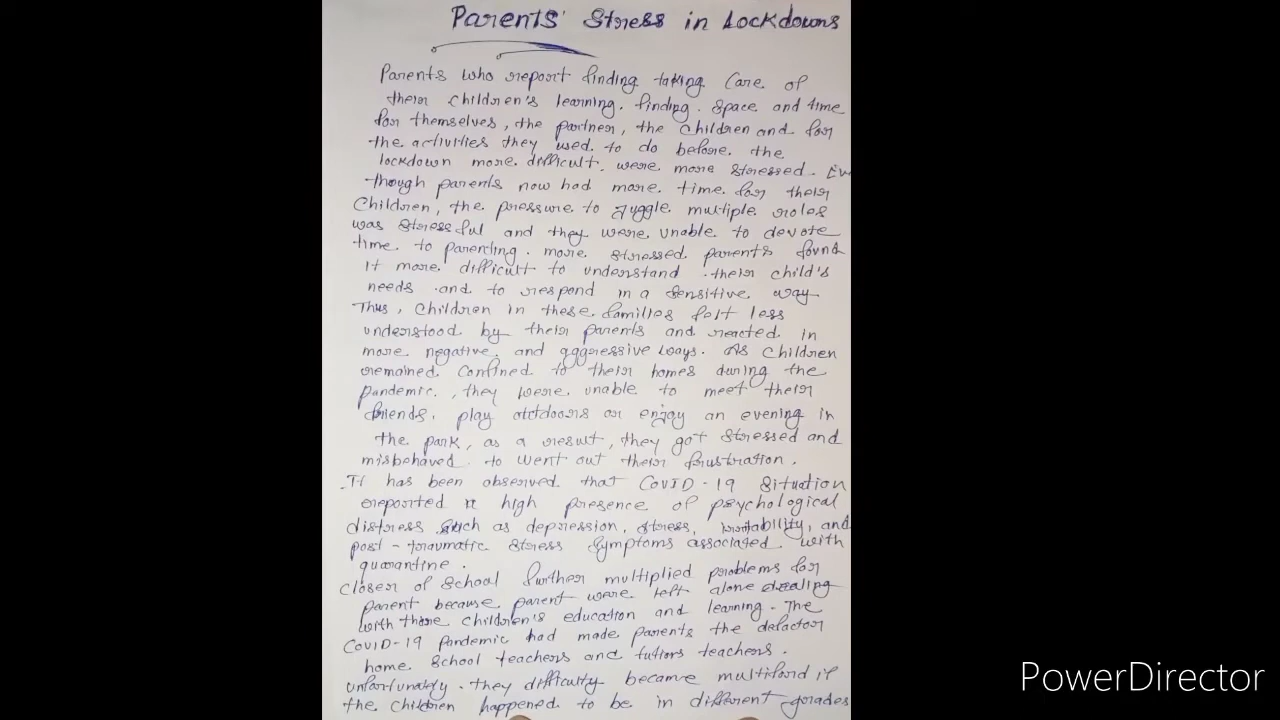 Parents' Stress in Lockdowns
Parents who report finding taking care of
their children's learning. finding. space and time
for themselves, the partner, the children and for
the activities they used to do before the
lockdown more difficult. were more stressed. Ev
though parents now had more time for their
children, the pressure to juggle multiple roles
was stressful and they were unable to devote
time to parenting. more stressed parents found
it more difficult to understand their child's
needs and to respond in a sensitive way
Thus, children in these families felt less
understood by their parents and reacted in
more negative and aggressive ways. As children
remained confined to their homes during the
pandemic, they were unable to meet their
friends, play outdoors or enjoy an evening in
the park, as a result, they got stressed and
misbehaved to went out their frustration.
It has been observed that COVID-19 situation
ereported a high presence of psychological
distress such as depression, stress, irritability, and
post-traumatic stress symptoms associated with
quarantine.
closer of school further multiplied problems for
parent because parent were left alone dealing
with there children's education and learning. The
COVID-19 pandemic had made parents the defactor
home school teachers and tutiors teachers.
unfortunately. they difficulty became multifard if
the children happened to be in different grades
PowerDirector